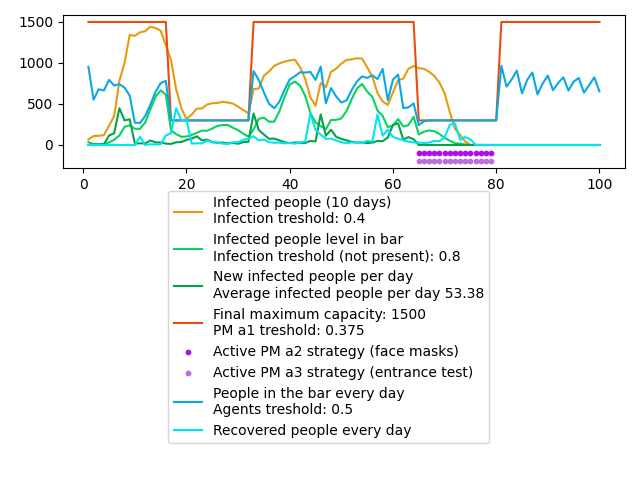 1500
1000
500
0
0
20
40
60
80
100
Infected people (10 days)
Infection treshold: 0.4
Infected people level in bar
Infection treshold (not present): 0.8
New infected people per day
Average infected people per day 53.38
Final maximum capacity: 1500
PM a1 treshold: 0.375
Active PM a2 strategy (face masks)
Active PM a3 strategy (entrance test)
People in the bar every day
Agents treshold: 0.5
Recovered people every day